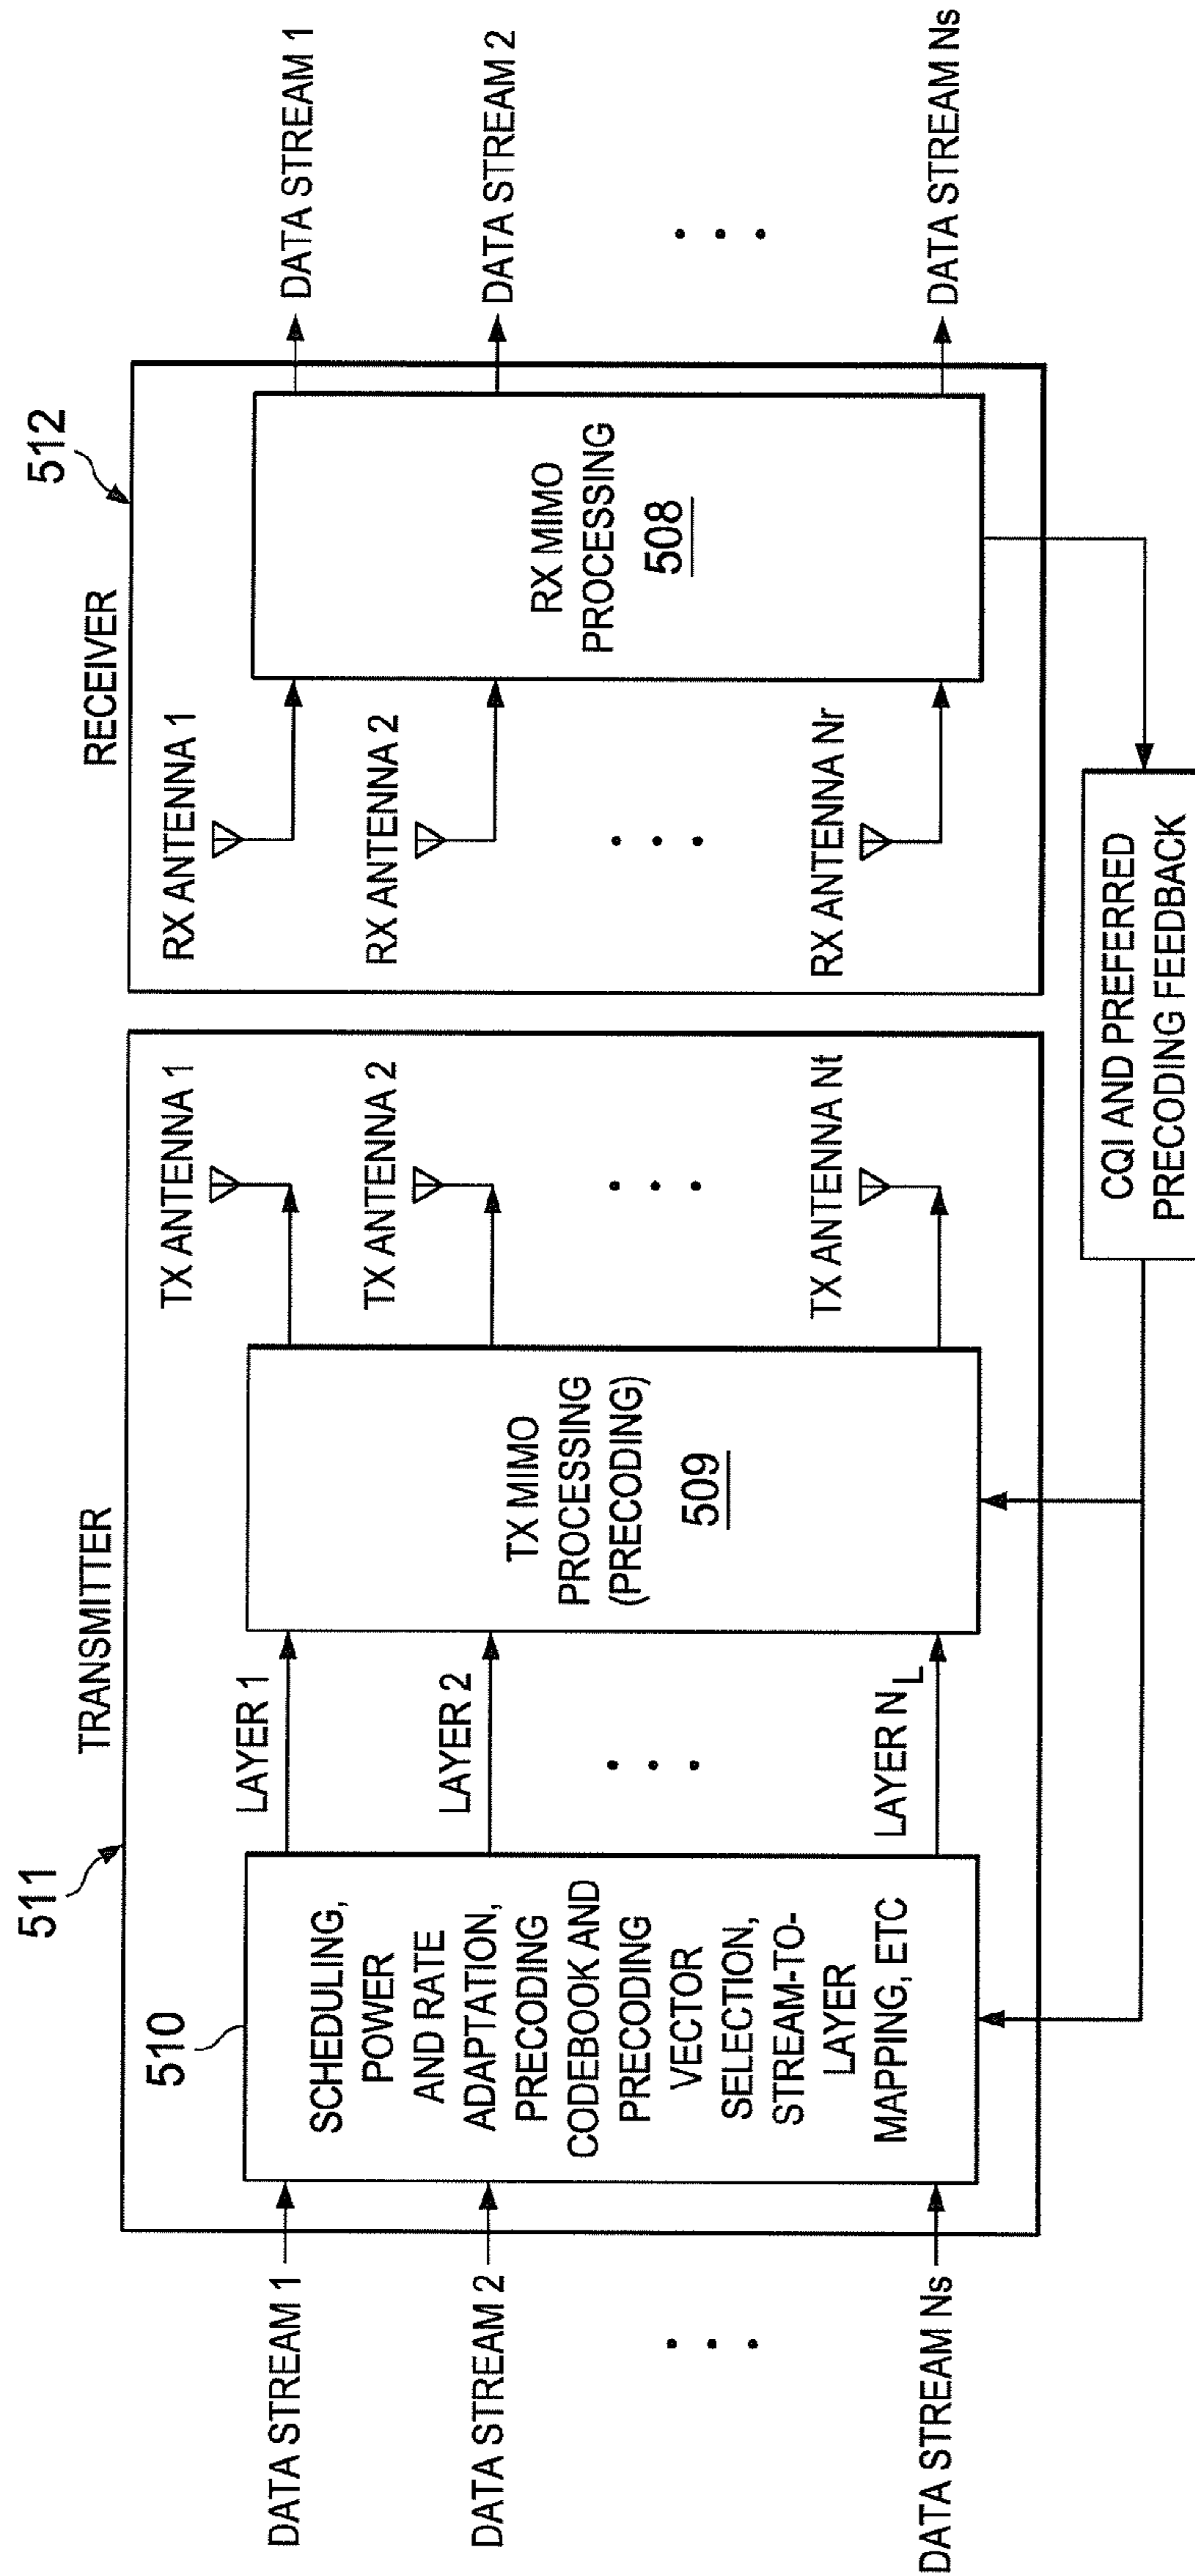 511
TRANSMITTER
DATA STREAM 1
DATA STREAM 2
DATA STREAM Ns
510
SCHEDULING,
POWER
AND RATE
ADAPTATION,
PRECODING
CODEBOOK AND
PRECODING
VECTOR
SELECTION,
STREAM-TO-
LAYER
MAPPING, ETC
LAYER 1
LAYER 2
LAYER NL
TX MIMO
PROCESSING
(PRECODING)
509
TX ANTENNA 1
TX ANTENNA 2
TX ANTENNA Nt
512
RECEIVER
RX ANTENNA 1
RX ANTENNA 2
RX ANTENNA Nr
RX MIMO
PROCESSING
508
DATA STREAM 1
DATA STREAM 2
DATA STREAM Ns
CQI AND PREFERRED
PRECODING FEEDBACK